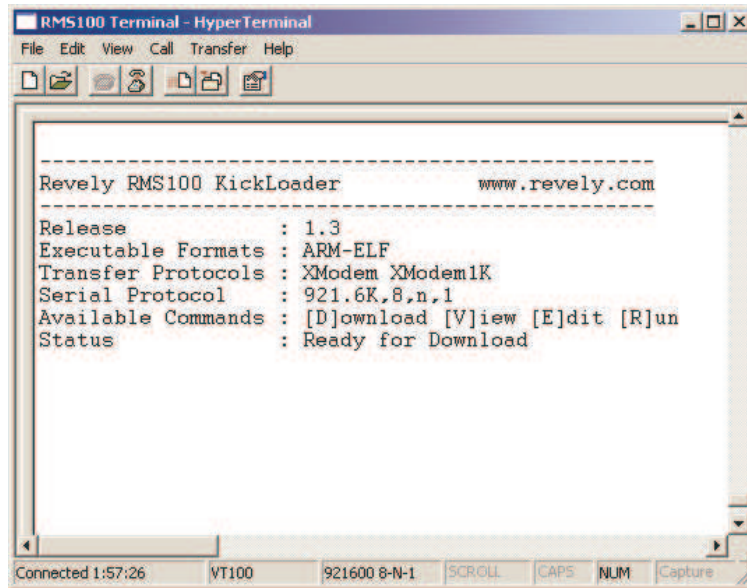 RMS100 Terminal - HyperTerminal
File Edit View Call Transfer Help
-------------------------------------------------
Revely RMS100 KickLoader www.revely.com
-------------------------------------------------
Release : 1.3
Executable Formats : ARM-ELF
Transfer Protocols : XModem XModem1K
Serial Protocol : 921.6K,8,n,1
Available Commands : [D]ownload [V]iew [E]dit [R]un
Status : Ready for Download
Connected 1:57:26 VT100 921600 8-N-1 SCROLL CAPS NUM Capture